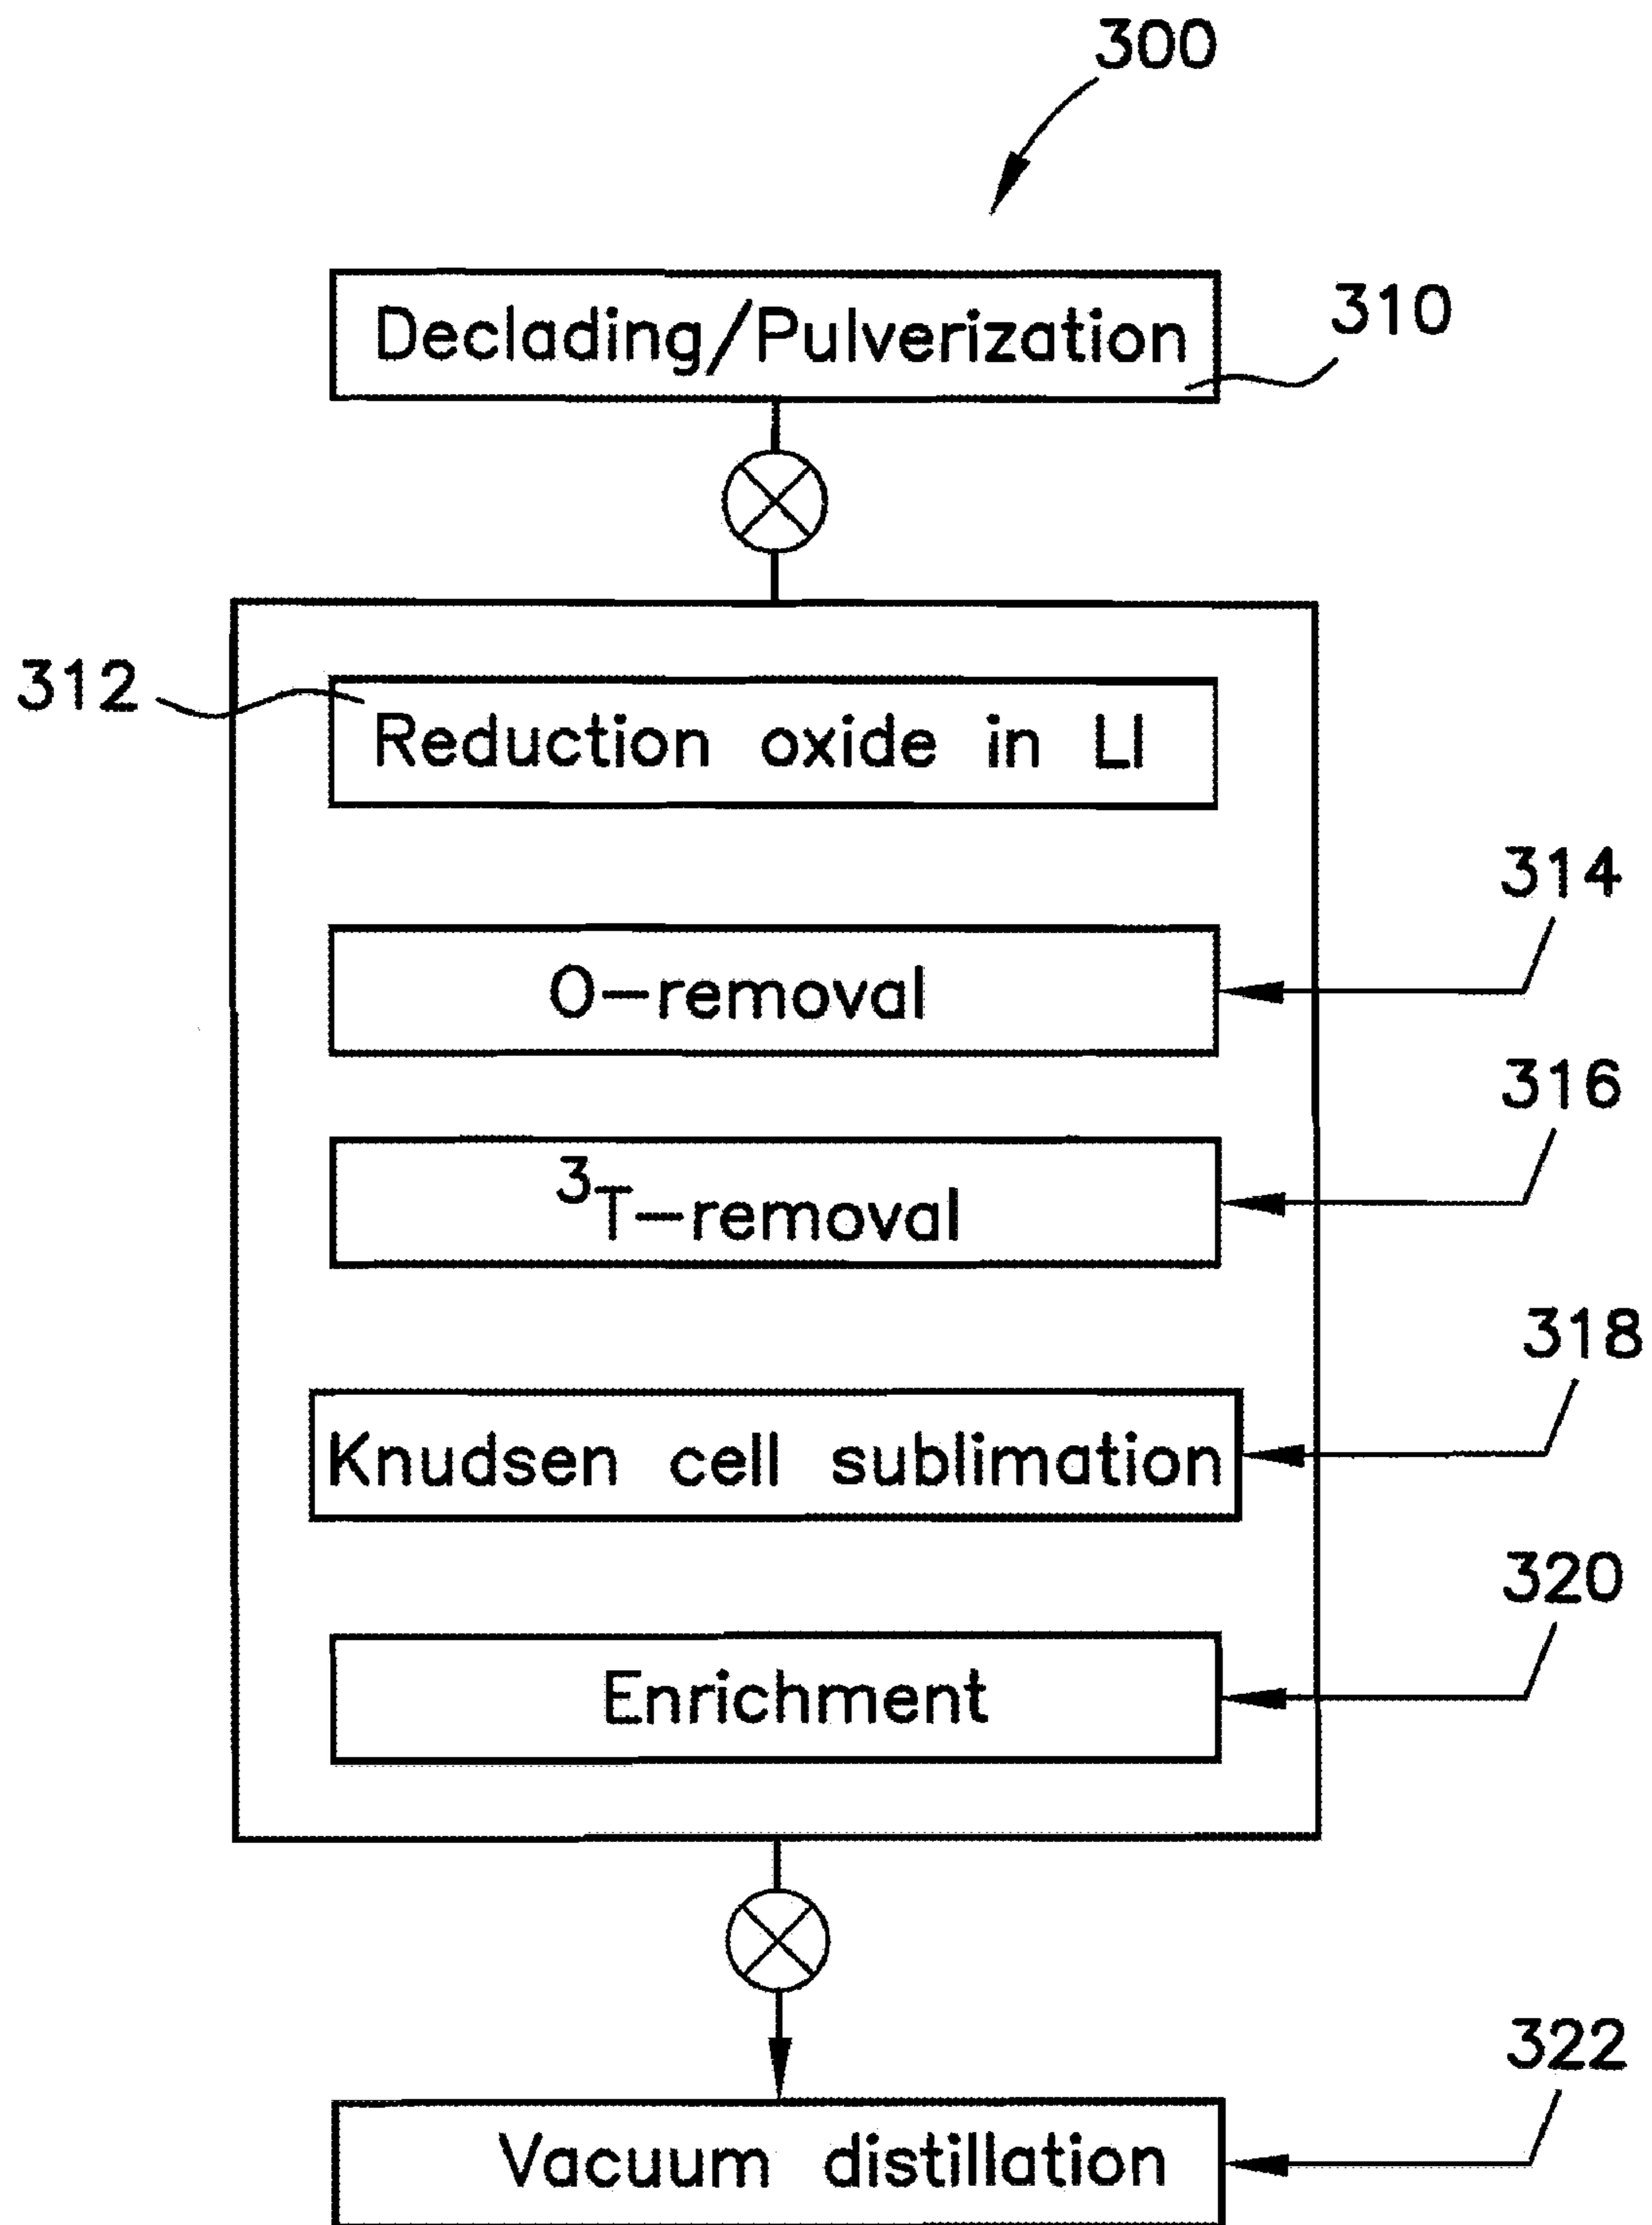 300
Declading/Pulverization
310
312
Reduction oxide in LI
314
O-removal
316
³T-removal
318
Knudsen cell sublimation
320
Enrichment
322
Vacuum distillation